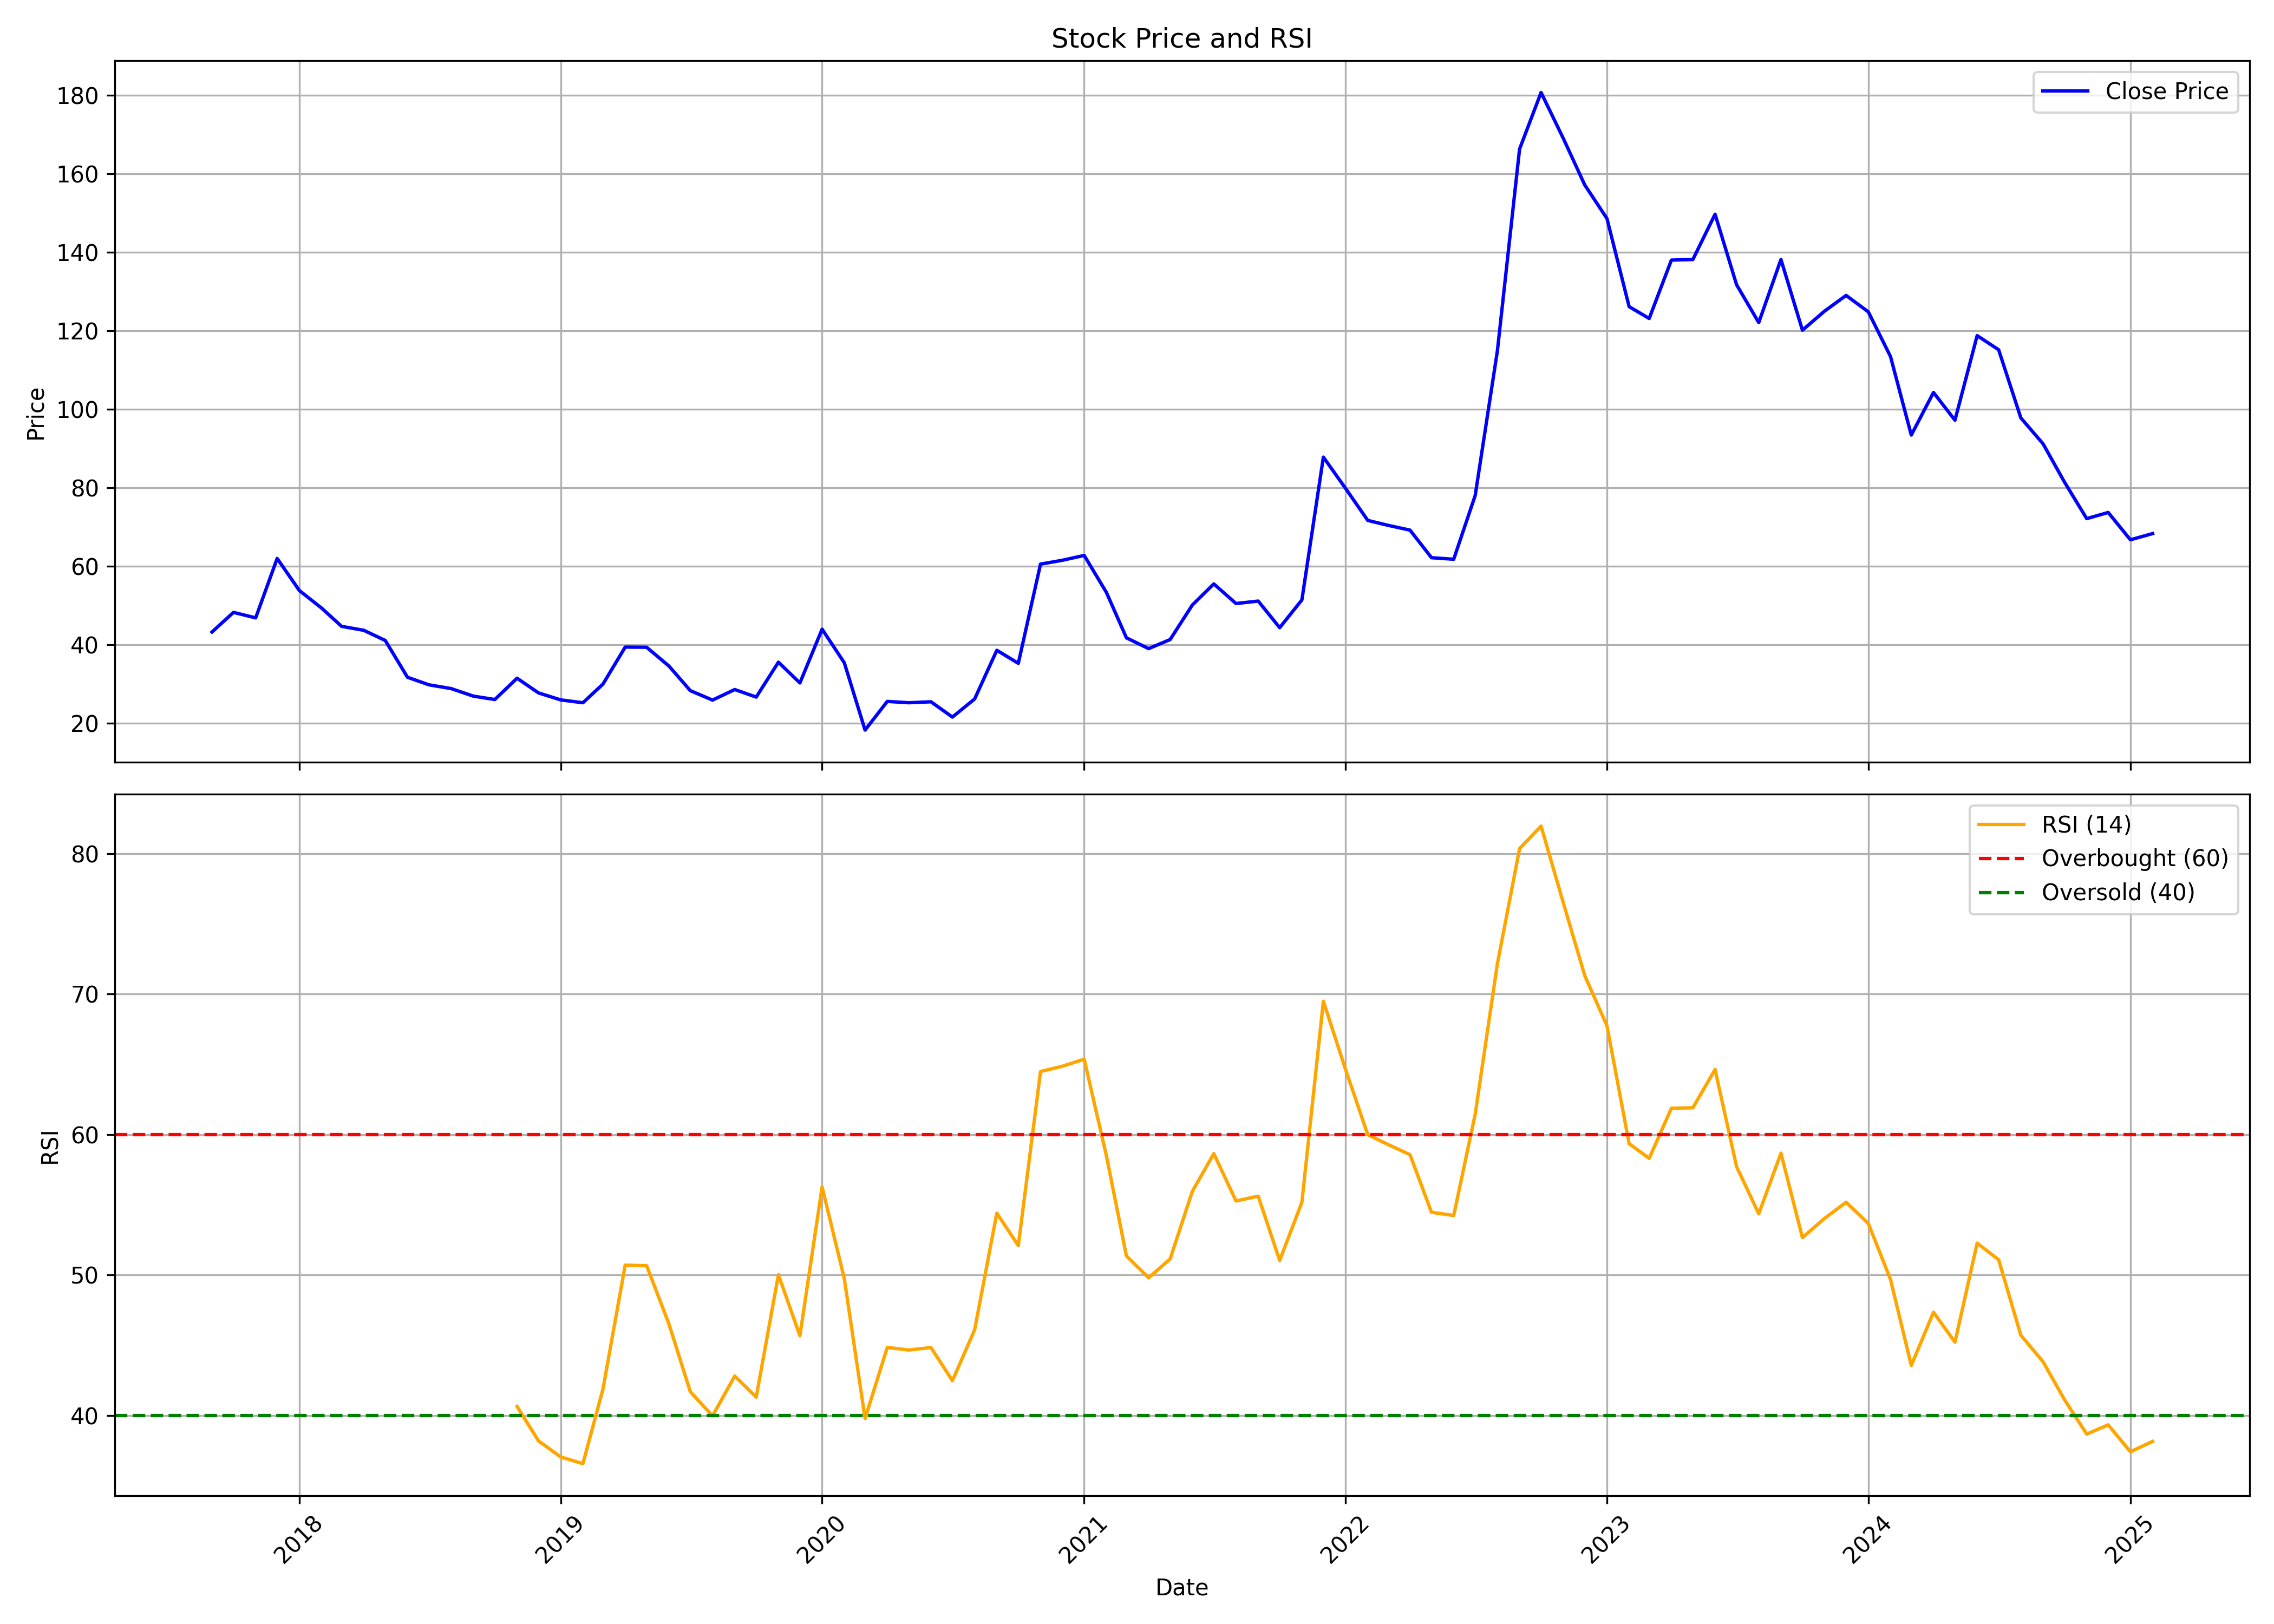 Stock Price and RSI
Close Price
180
160
140
120
100
80
60
40
20
Price
RSI (14)
Overbought (60)
Oversold (40)
80
70
60
50
40
RSI
2018
2019
2020
2021
2022
2023
2024
2025
Date